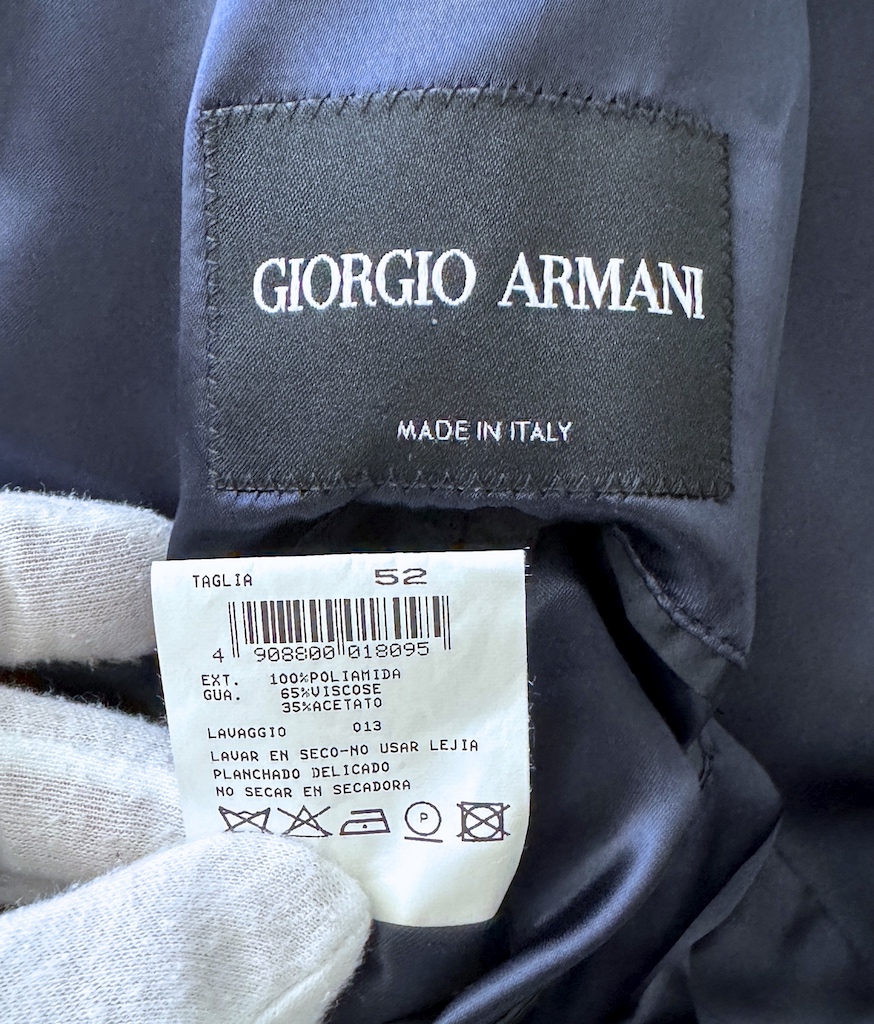 GIORGIO ARMANI
MADE IN ITALY
TAGLIA 52
4 908800 018095
EXT. 100%POLIAMIDA
GUA. 65%VISCOSE
35%ACETATO
LAVAGGIO 013
LAVAR EN SECO-NO USAR LEJIA
PLANCHADO DELICADO
NO SECAR EN SECADORA
P